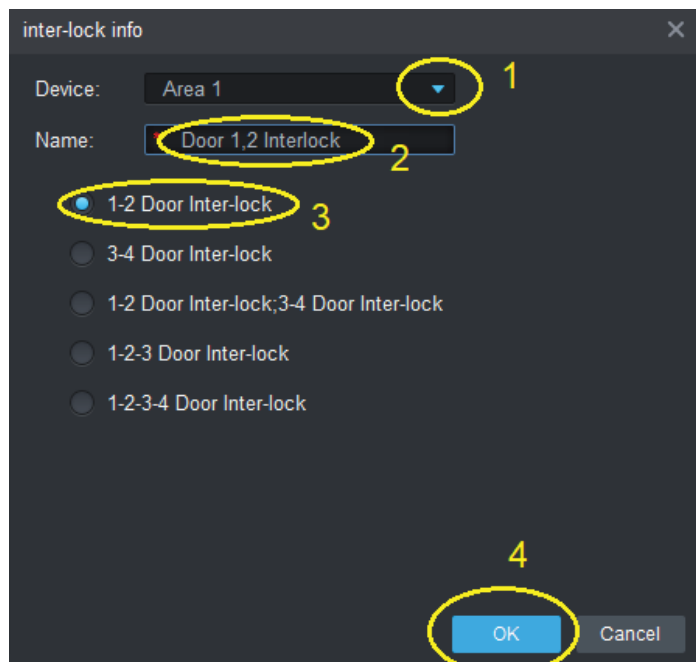 inter-lock info
Device: Area 1 1
Name: * Door 1,2 Interlock 2
1-2 Door Inter-lock 3
3-4 Door Inter-lock
1-2 Door Inter-lock;3-4 Door Inter-lock
1-2-3 Door Inter-lock
1-2-3-4 Door Inter-lock
4
OK Cancel